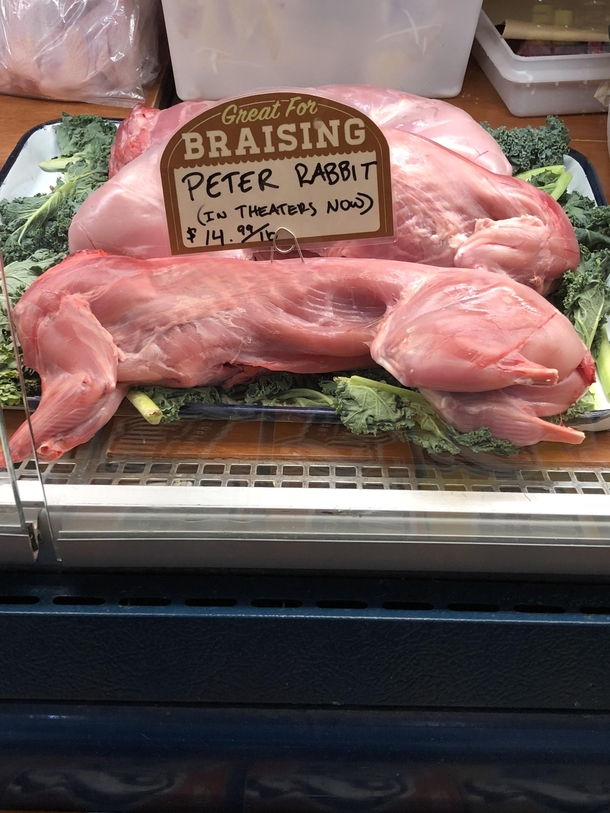 Great For
BRAISING
PETER RABBIT
(IN THEATERS NOW)
$14.99/lb